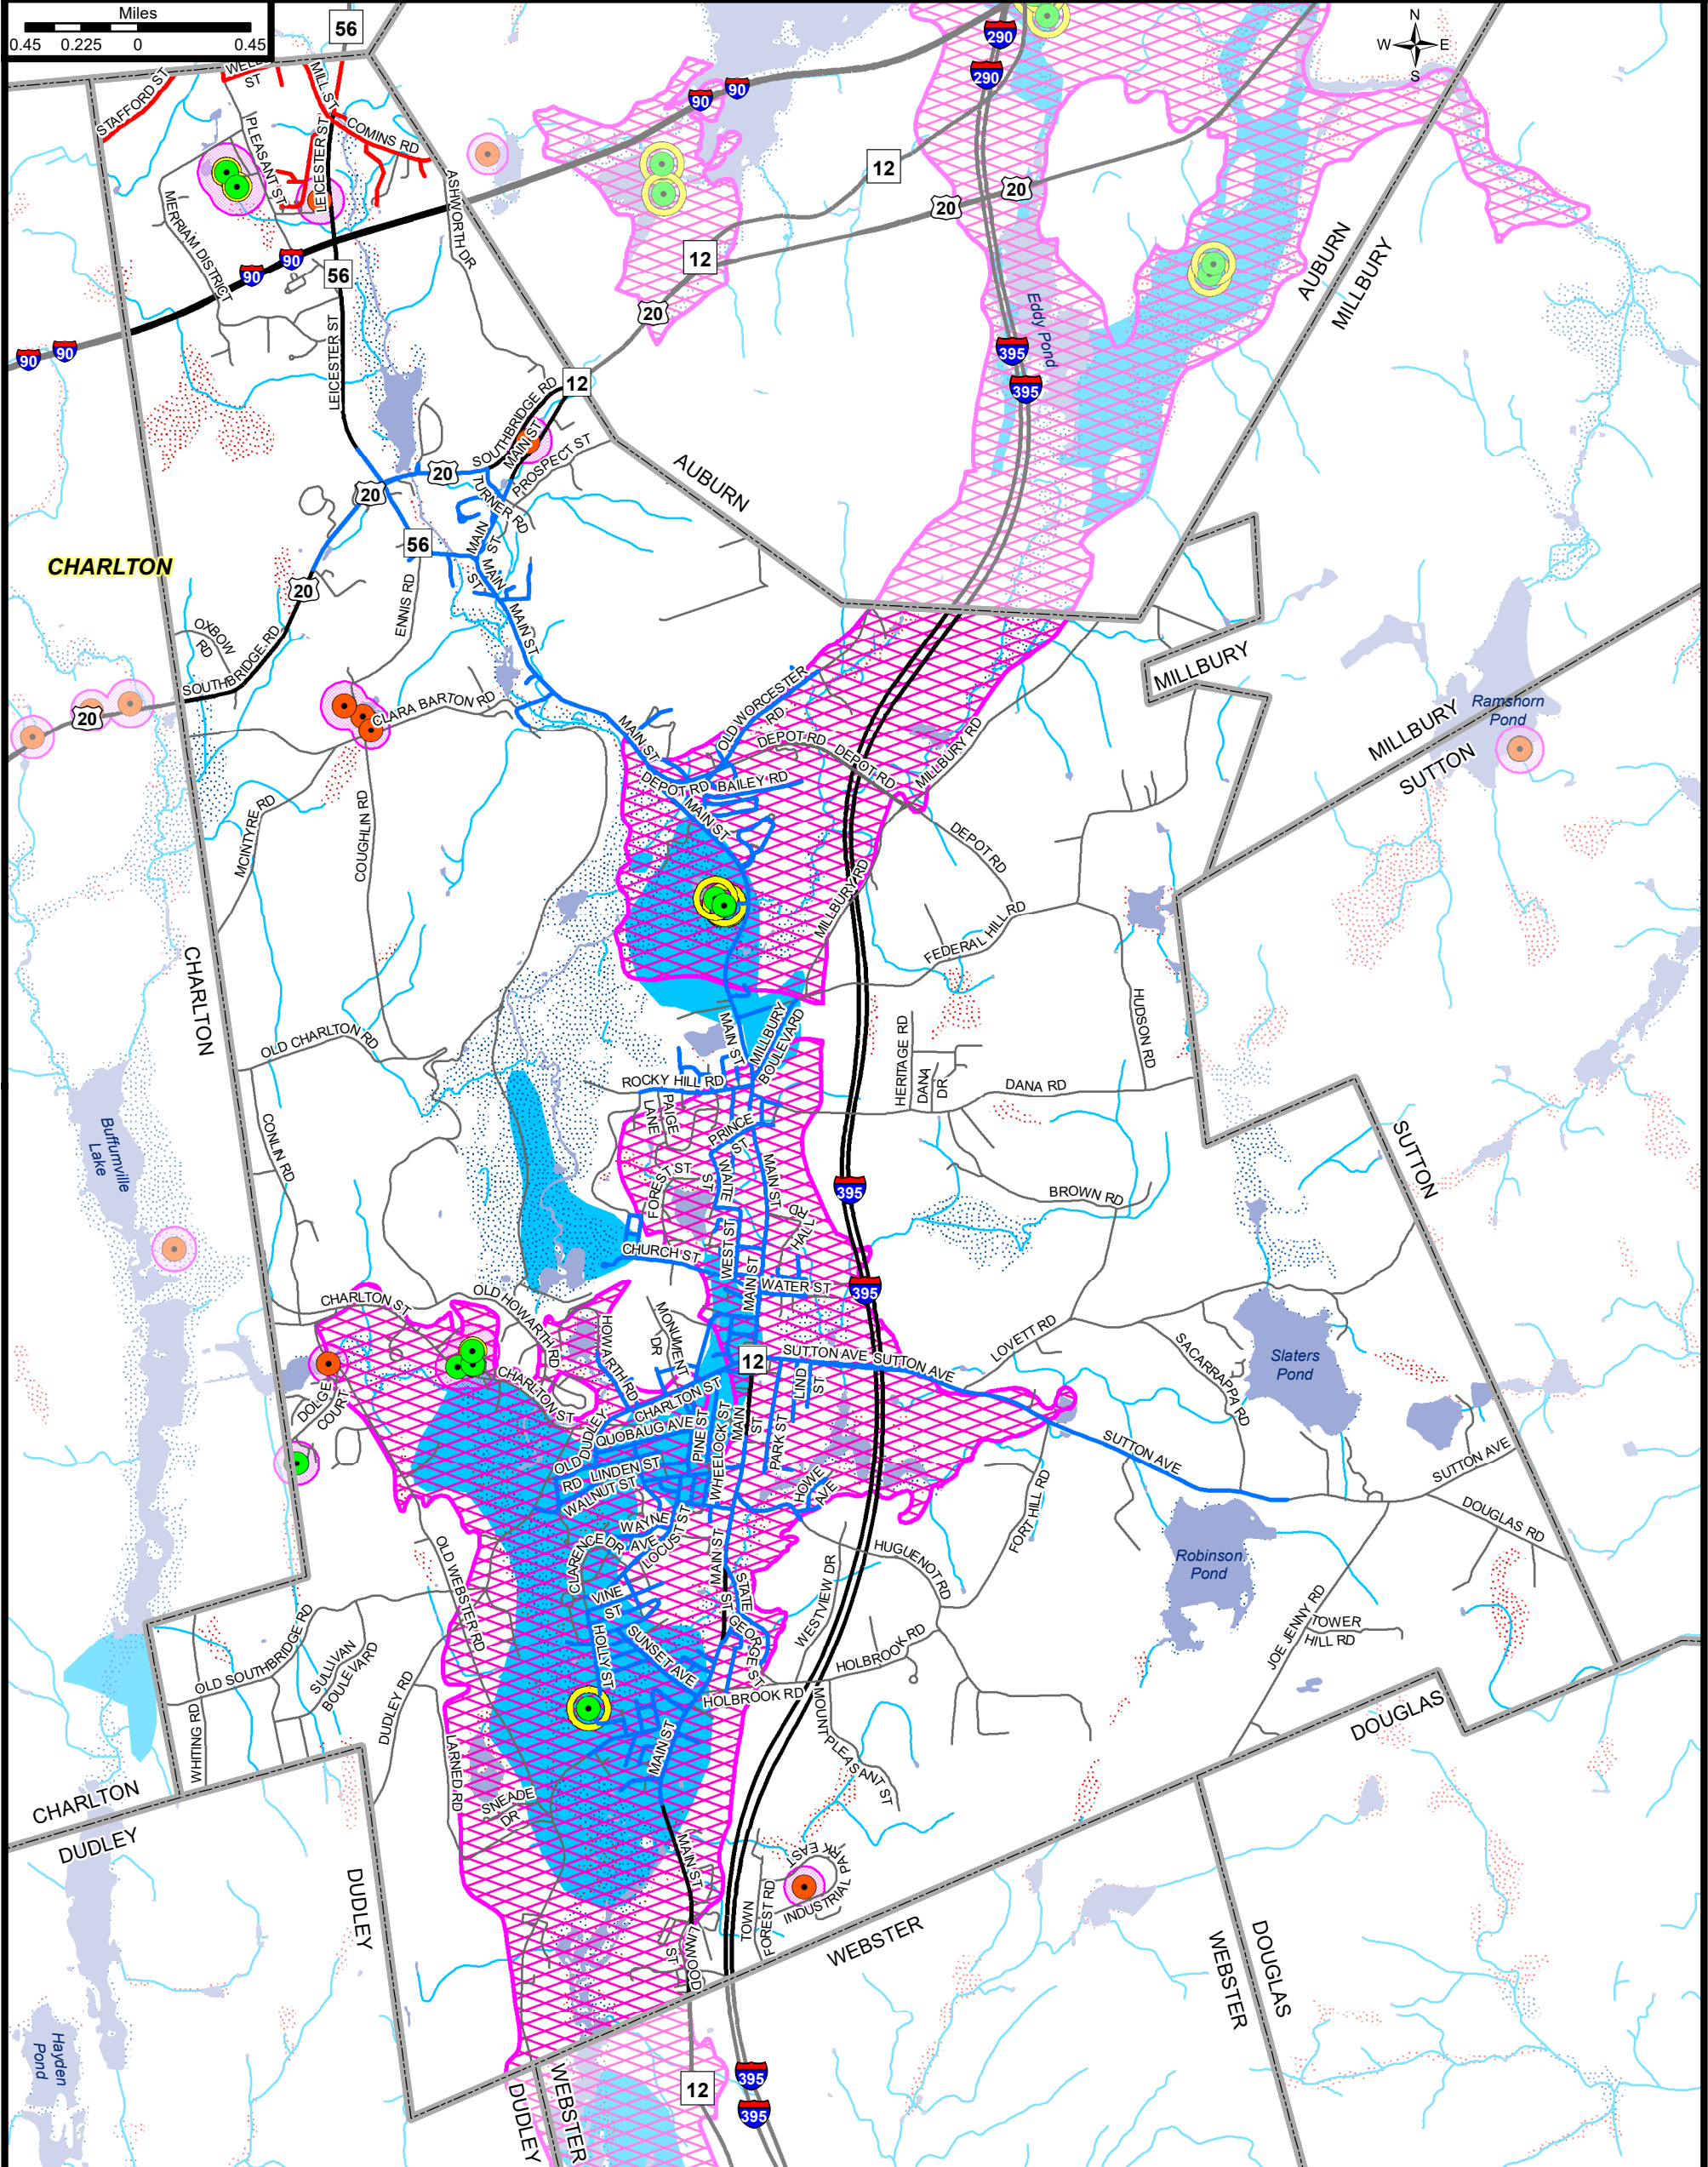 Miles
0.45 0.225 0 0.45
56
N
W E
S
290
290
STAFFORD ST
ST
MILL ST
COMINS RD
PLEASANT ST
LEICESTER ST
90
90
12
20
20
ASHWORTH DR
MERRIAM DISTRICT
12
90
90
56
20
AUBURN
MILLBURY
Eddy Pond
395
395
90
90
LEICESTER ST
12
SOUTHBRIDGE RD
MAIN ST
PROSPECT ST
20
20
TURNER RD
AUBURN
MAIN
ST
56
MAIN
ST
CHARLTON
20
ENNIS RD
MAIN ST
OXBOW
RD
SOUTHBRIDGE RD
MILLBURY
20
CLARA BARTON RD
OLD WORCESTER
RD
MAIN ST
DEPOT RD
DEPOT RD
MILLBURY RD
MILLBURY
SUTTON
Ramshorn
Pond
DEPOT RD
BAILEY RD
MAIN ST
MCINTYRE RD
COUGHLIN RD
DEPOT RD
MILLBURY RD
FEDERAL HILL RD
CHARLTON
OLD CHARLTON RD
MAIN ST
MILLBURY
BOULEVARD
HERITAGE RD
DANA
DR
DANA RD
HUDSON RD
ROCKY HILL RD
PAIGE
LANE
Buffumville
Lake
CONLIN RD
PRINCE
ST
FOREST ST
WAITE
ST
MAIN ST
SUTTON
BROWN RD
395
HALL
RD
WEST ST
CHURCH ST
MAIN ST
WATER ST
395
CHARLTON ST
OLD HOWARTH RD
HOWARTH RD
MONUMENT
DR
LOVETT RD
SACARRAPPA RD
Slaters
Pond
12
SUTTON AVE
SUTTON AVE
DOLGE
COURT
CHARLTON ST
CHARLTON ST
LIND
ST
OLD DUDLEY
RD
QUOBAUG AVE
PINE ST
WHEELOCK ST
MAIN
ST
PARK ST
SUTTON AVE
SUTTON AVE
LINDEN ST
WALNUT ST
HOWE
AVE
FORT HILL RD
DOUGLAS RD
WAYNE
AVE
CLARENCE DR
LOCUST ST
MAIN ST
HUGUENOT RD
OLD WEBSTER RD
Robinson
Pond
VINE
ST
STATE
ST
WESTVIEW DR
JOE JENNY RD
TOWER
HILL RD
HOLLY ST
SUNSET AVE
GEORGE ST
HOLBROOK RD
OLD SOUTHBRIDGE RD
SULLIVAN
BOULEVARD
DUDLEY RD
WHITING RD
HOLBROOK RD
MOUNT PLEASANT ST
DOUGLAS
LARNED RD
MAIN ST
CHARLTON
DUDLEY
SNEADE
DR
MAIN ST
PARK EAST
INDUSTRIAL
TOWN
FOREST RD
DUDLEY
LINWOOD
ST
WEBSTER
WEBSTER
DOUGLAS
Hayden
Pond
395
12
395
DUDLEY
WEBSTER